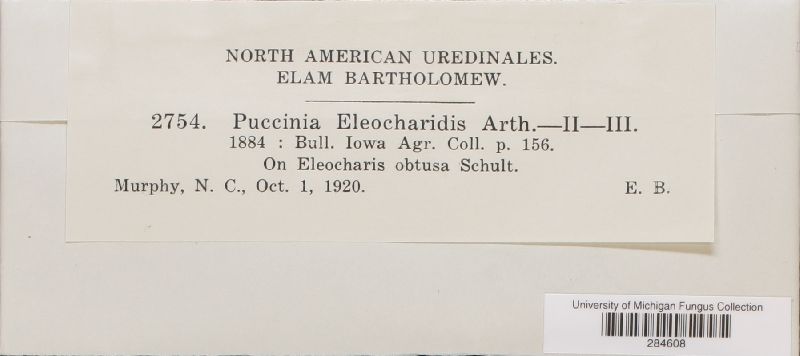 NORTH AMERICAN UREDINALES.
ELAM BARTHOLOMEW.
2754. Puccinia Eleocharidis Arth.—II—III.
1884 : Bull. Iowa Agr. Coll. p. 156.
On Eleocharis obtusa Schult.
Murphy, N. C., Oct. 1, 1920. E. B.
University of Michigan Fungus Collection
284608